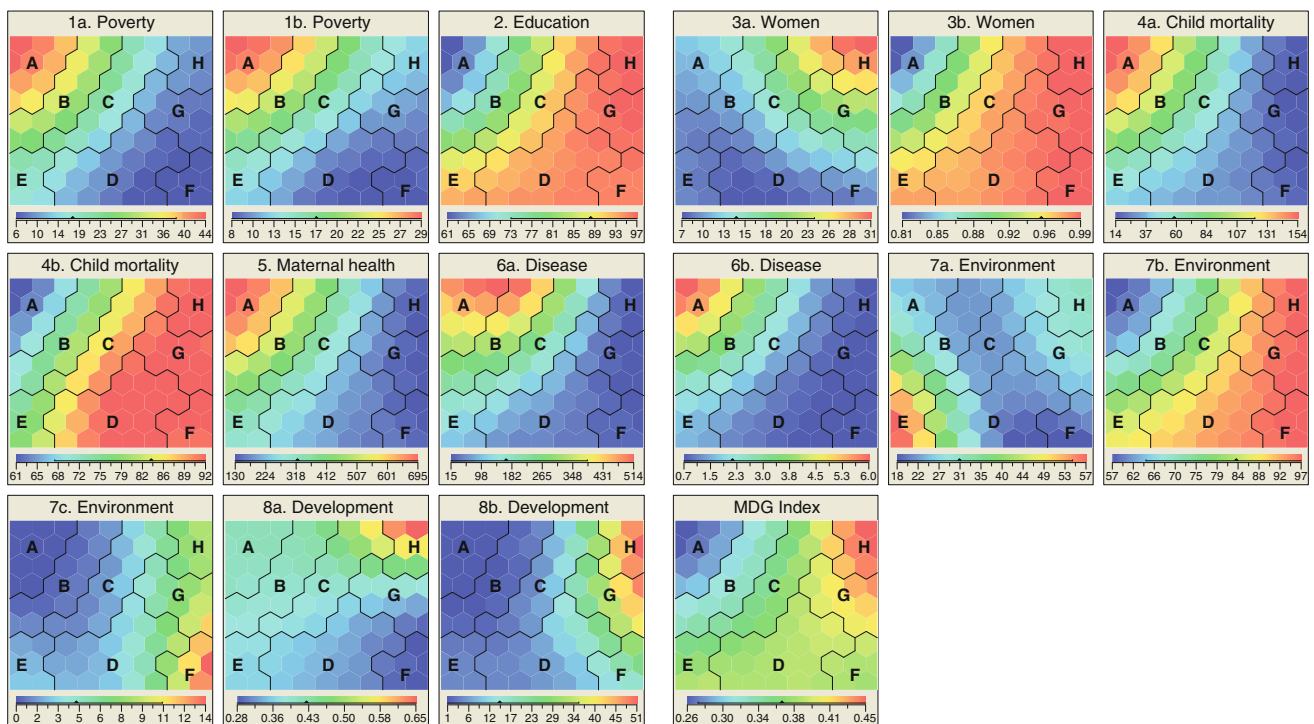 1a. Poverty 1b. Poverty 2. Education 3a. Women 3b. Women 4a. Child mortality
A H A H A H A H A H A H
B C B C B C B C B C B C
G G G G G G
E D F E D F E D F E D F E D F E D F
6 10 14 19 23 27 31 36 40 44 8 10 13 15 17 20 22 24 27 29 61 65 69 73 77 81 85 89 93 97 7 10 13 15 18 20 23 26 28 31 0.81 0.85 0.88 0.92 0.96 0.99 14 37 60 84 107 131 154
4b. Child mortality 5. Maternal health 6a. Disease 6b. Disease 7a. Environment 7b. Environment
A H A H A H A H A H A H
B C B C B C B C B C B C
G G G G G G
E D F E D F E D F E D F E D F E D F
61 65 68 72 75 79 82 86 89 92 130 224 318 412 507 601 695 15 98 182 265 348 431 514 0.7 1.5 2.3 3.0 3.8 4.5 5.3 6.0 18 22 27 31 35 40 44 49 53 57 57 62 66 70 75 79 84 88 92 97
7c. Environment 8a. Development 8b. Development MDG Index
A H A H A H A H
B C B C B C B C
G G G G
E D F E D F E D F E D F
0 2 3 5 6 8 9 11 12 14 0.28 0.35 0.43 0.50 0.58 0.65 1 7 12 18 23 29 34 40 45 51 0.26 0.30 0.34 0.37 0.41 0.45